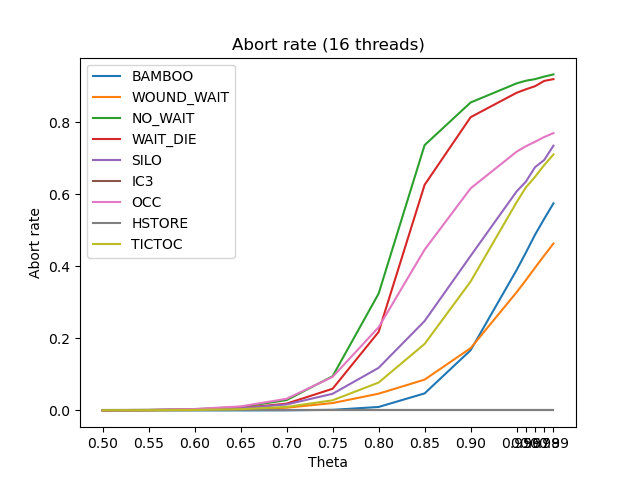 Abort rate (16 threads)
BAMBOO
WOUND_WAIT
NO_WAIT
WAIT_DIE
SILO
IC3
OCC
HSTORE
TICTOC
Abort rate
0.8
0.6
0.4
0.2
0.0
0.50 0.55 0.60 0.65 0.70 0.75 0.80 0.85 0.90
Theta